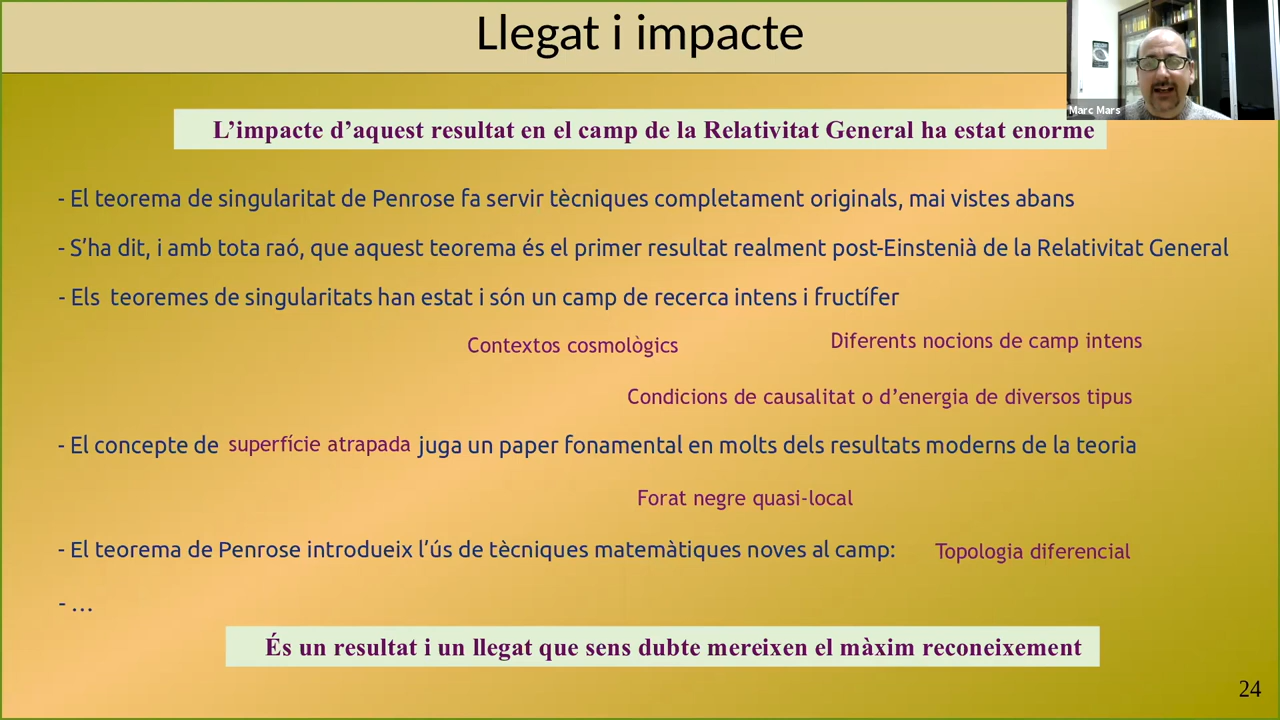 Llegat i impacte
Marc Mars
L’impacte d’aquest resultat en el camp de la Relativitat General ha estat enorme
- El teorema de singularitat de Penrose fa servir tècniques completament originals, mai vistes abans
- S’ha dit, i amb tota raó, que aquest teorema és el primer resultat realment post-Einstenià de la Relativitat General
- Els teoremes de singularitats han estat i són un camp de recerca intens i fructífer
Contextos cosmològics
Diferents nocions de camp intens
Condicions de causalitat o d’energia de diversos tipus
- El concepte de superfície atrapada juga un paper fonamental en molts dels resultats moderns de la teoria
Forat negre quasi-local
- El teorema de Penrose introdueix l’ús de tècniques matemàtiques noves al camp: Topologia diferencial
- ...
És un resultat i un llegat que sens dubte mereixen el màxim reconeixement
24